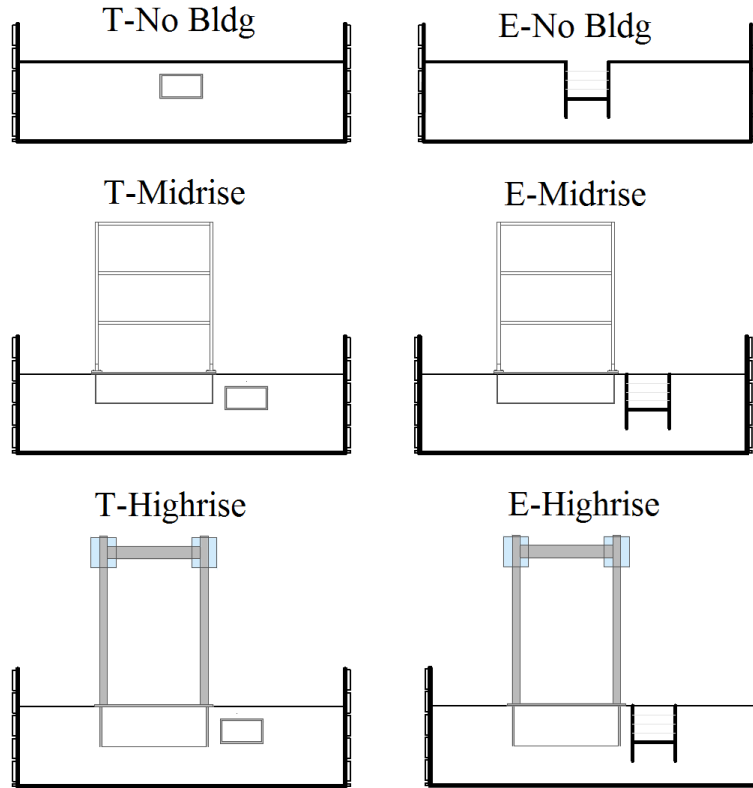 T-No Bldg
E-No Bldg
T-Midrise
E-Midrise
T-Highrise
E-Highrise